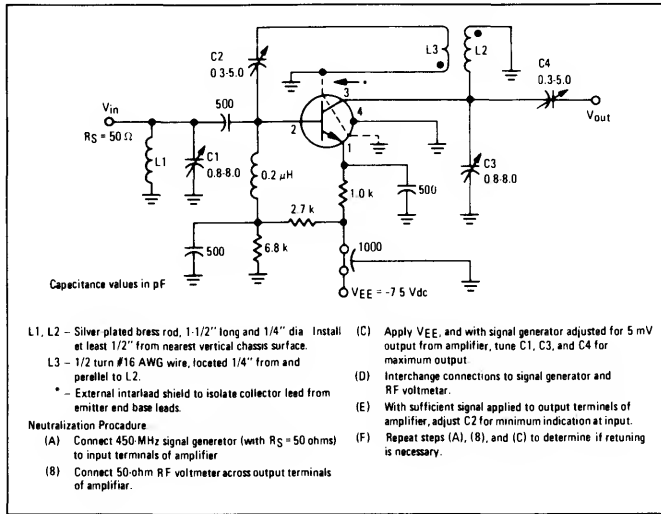 C2
0.3-5.0
L3
L2
C4
0.3-5.0
Vin
RS = 50 Ω
500
3
4
2
1
Vout
L1
C1
0.8-8.0
0.2 µH
C3
0.8-8.0
1.0 k
500
2.7 k
500
6.8 k
1000
Capacitance values in pF
VEE = -7 5 Vdc
L1, L2 – Silver plated bress rod, 1-1/2" long and 1/4" dia Install
et least 1/2" from nearest vertical chassis surface.
L3 – 1/2 turn #16 AWG wire, located 1/4" from and
perellel to L2.
* – External intarlaad shield to isolate collector leed from
emitter end base leads.
Neutralization Procedure
(A) Connect 450-MHz signal generator (with RS = 50 ohms)
to input terminals of amplifier
(8) Connect 50-ohm RF voltmeter across output terminals
of amplifiar.
(C) Apply VEE, and with signal generator adjusted for 5 mV
output from amplifier, tune C1, C3, and C4 for
maximum output.
(D) Interchange connections to signal generator and
RF voltmeter.
(E) With sufficient signal applied to output terminels of
amplifier, adjust C2 for minimum indication at input.
(F) Repeat steps (A), (8), and (C) to determine if retuning
is necessary.